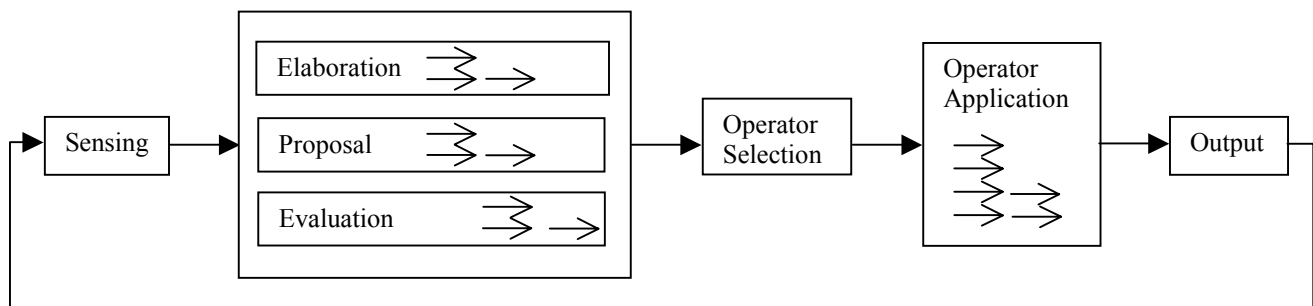 Sensing
Elaboration
Proposal
Evaluation
Operator
Selection
Operator
Application
Output